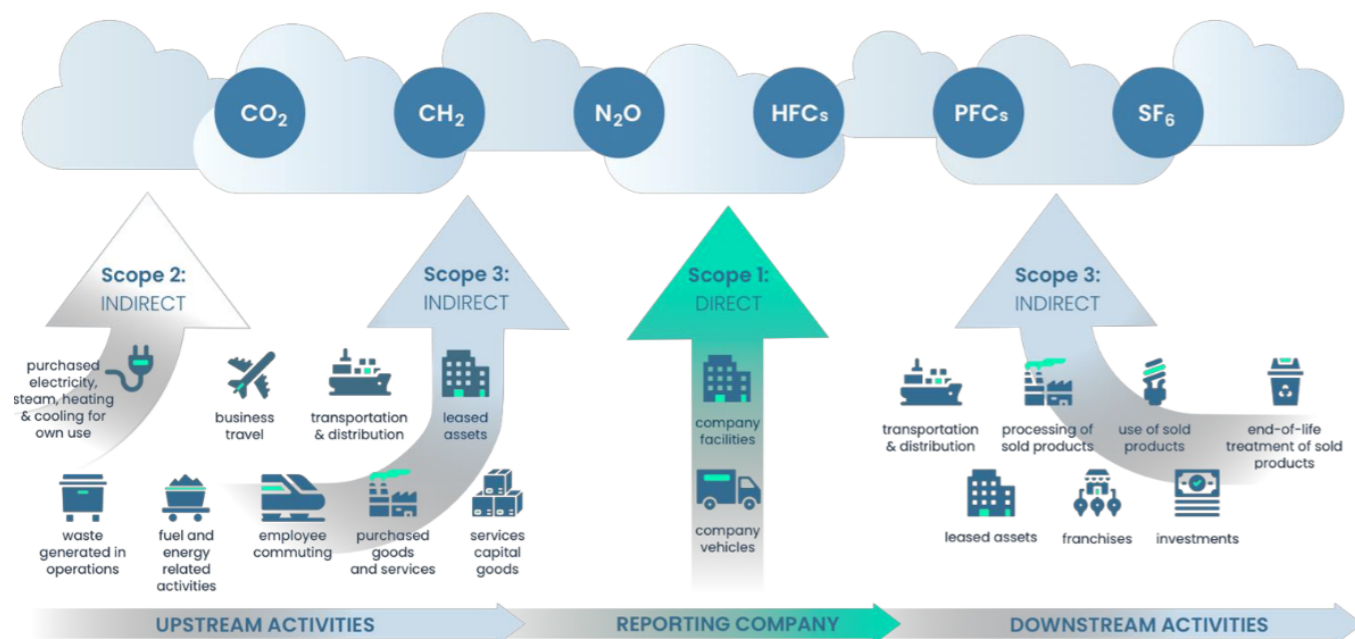 CO₂
CH₂
N₂O
HFCs
PFCs
SF₆
Scope 2:
INDIRECT
Scope 3:
INDIRECT
Scope 1:
DIRECT
Scope 3:
INDIRECT
purchased
electricity,
steam, heating
& cooling for
own use
business
travel
transportation
& distribution
leased
assets
company
facilities
transportation
& distribution
processing of
sold products
use of sold
products
end-of-life
treatment of sold
products
waste
generated in
operations
fuel and
energy
related
activities
employee
commuting
purchased
goods
and services
services
capital
goods
company
vehicles
leased assets
franchises
investments
UPSTREAM ACTIVITIES
REPORTING COMPANY
DOWNSTREAM ACTIVITIES